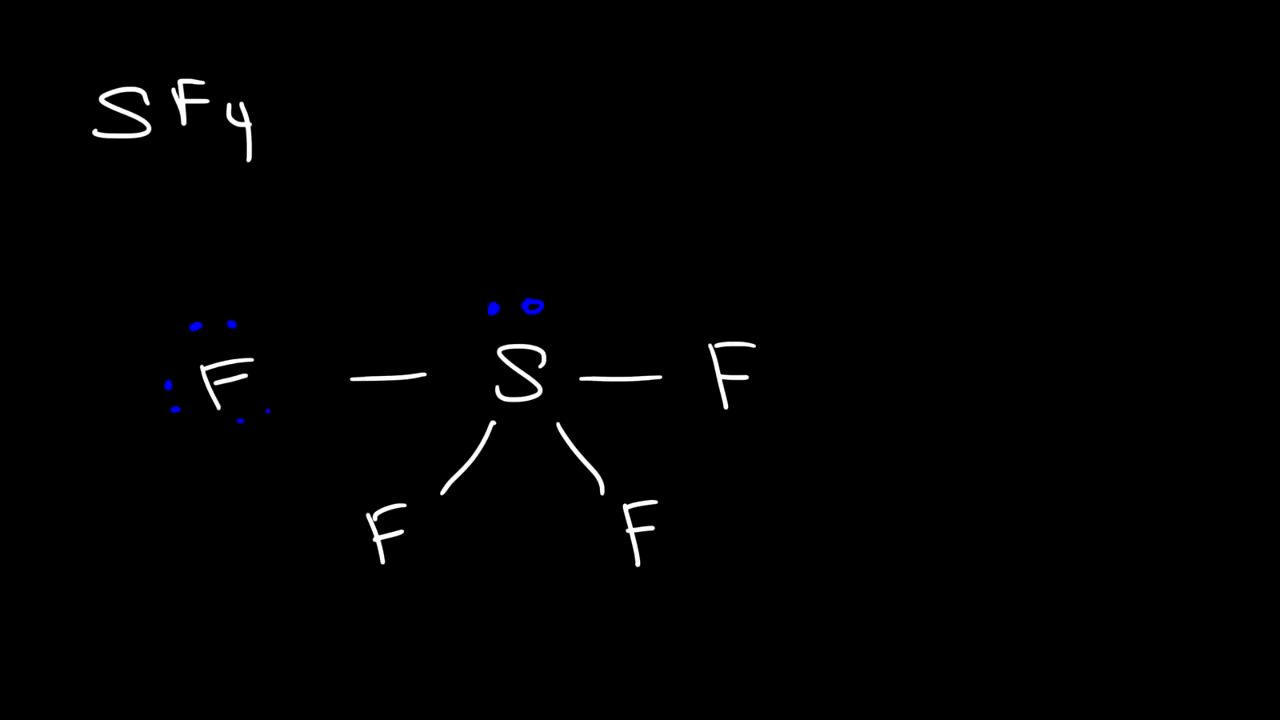 SF4
F — S — F
F F